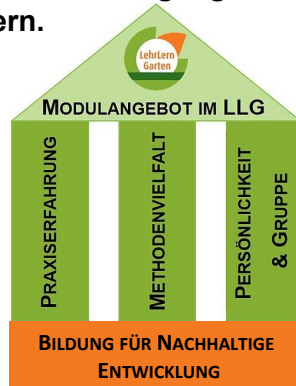 ern.
LehrLern
Garten
MODULANGEBOT IM LLG
PRAXISERFAHRUNG
METHODENVIELFALT
PERSÖNLICHKEIT
& GRUPPE
BILDUNG FÜR NACHHALTIGE
ENTWICKLUNG